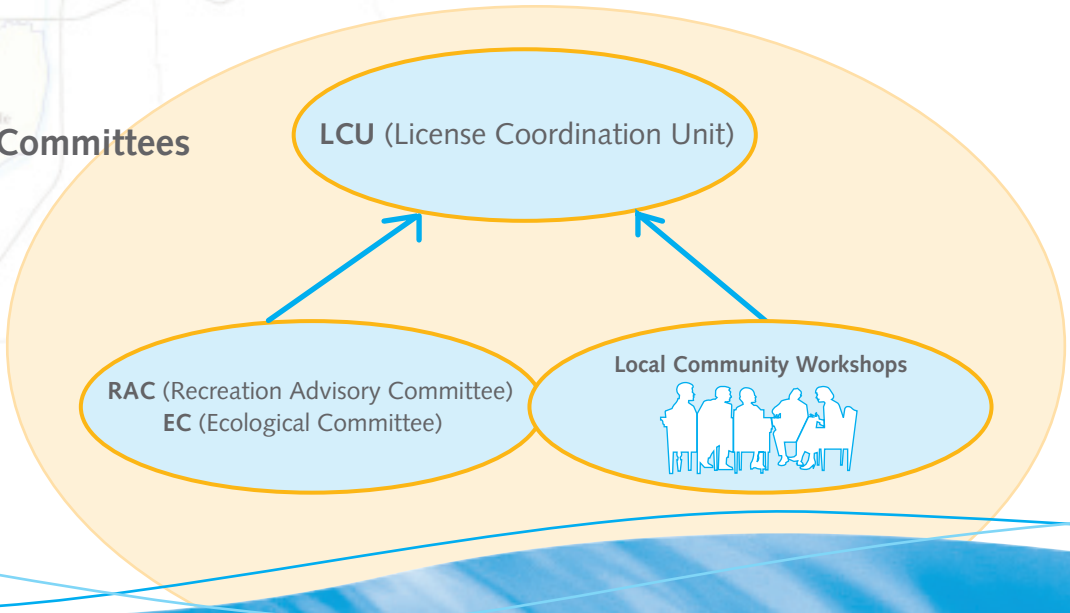 Committees
LCU (License Coordination Unit)
RAC (Recreation Advisory Committee)
EC (Ecological Committee)
Local Community Workshops